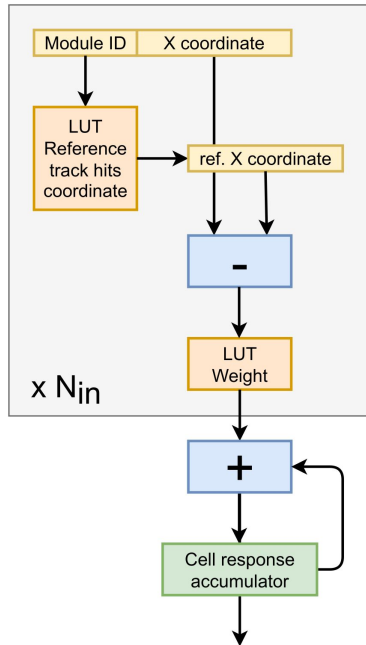 Module ID X coordinate
LUT
Reference
track hits
coordinate
ref. X coordinate
-
LUT
Weight
x Nin
+
Cell response
accumulator